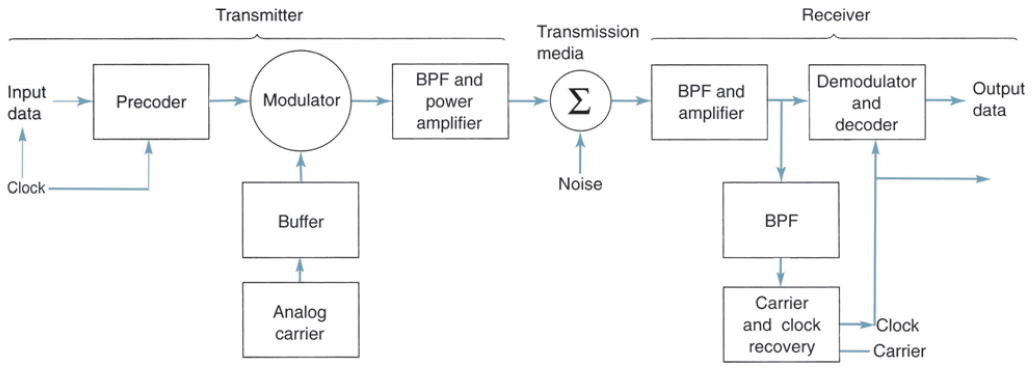 Transmitter
Receiver
Transmission
media
Input
data
Precoder
Modulator
BPF and
power
amplifier
Σ
BPF and
amplifier
Demodulator
and
decoder
Output
data
Clock
Noise
Buffer
BPF
Analog
carrier
Carrier
and clock
recovery
Clock
Carrier